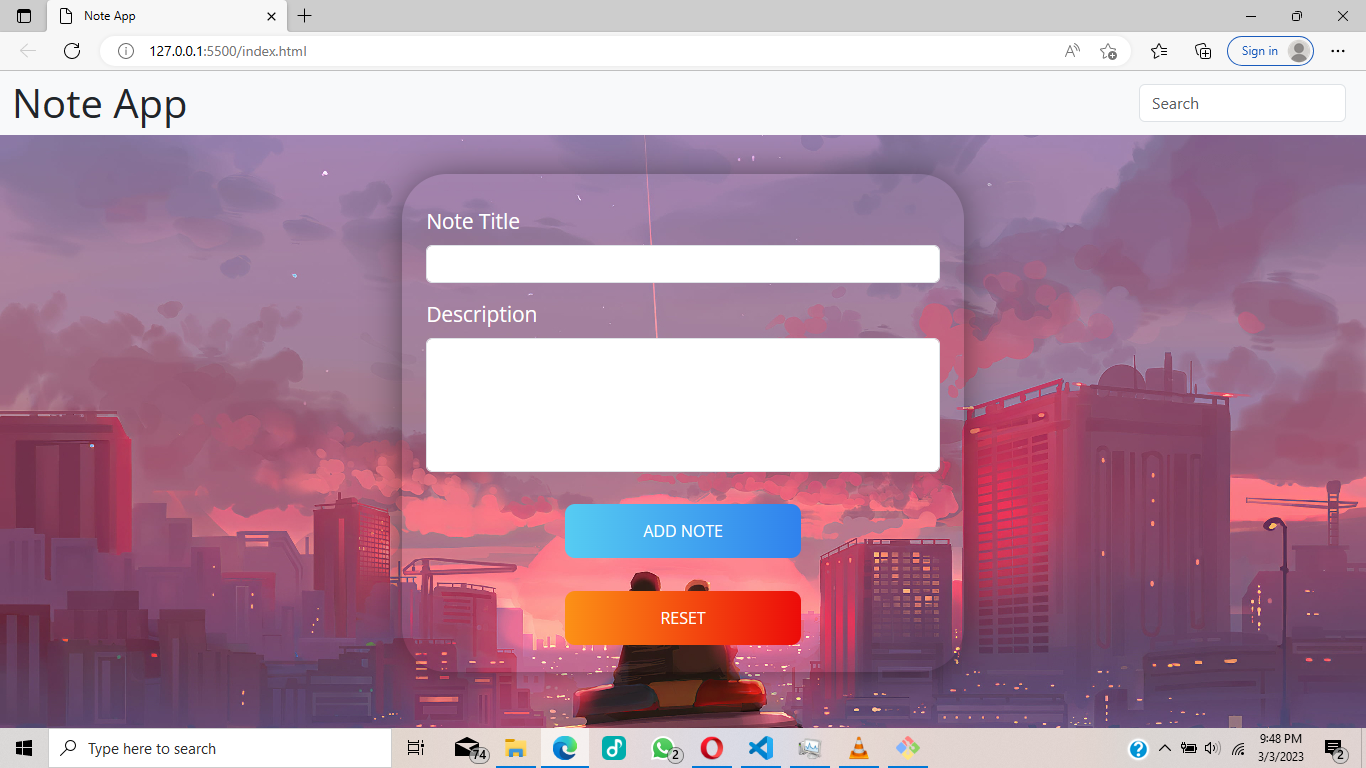 Note App
127.0.0.1:5500/index.html
Sign in
Note App
Search
Note Title
Description
ADD NOTE
RESET
Type here to search
74
2
9:48 PM
3/3/2023
2